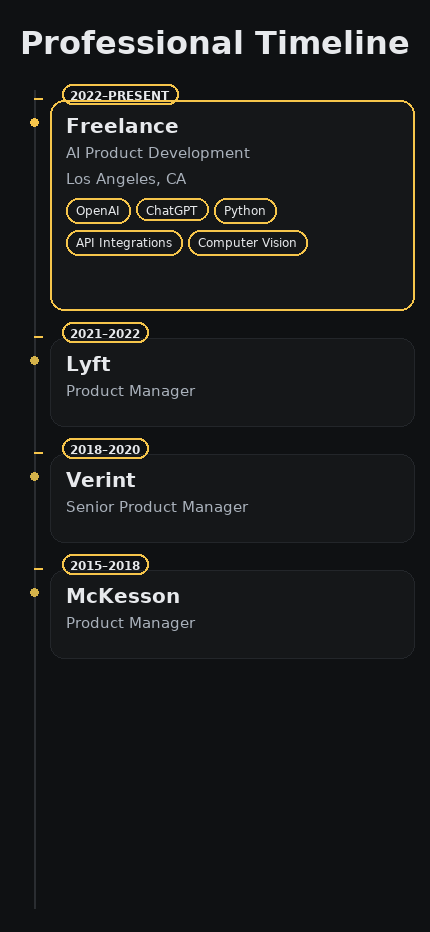 Professional Timeline
2022–PRESENT
Freelance
AI Product Development
Los Angeles, CA
OpenAI ChatGPT Python
API Integrations Computer Vision
2021–2022
Lyft
Product Manager
2018–2020
Verint
Senior Product Manager
2015–2018
McKesson
Product Manager